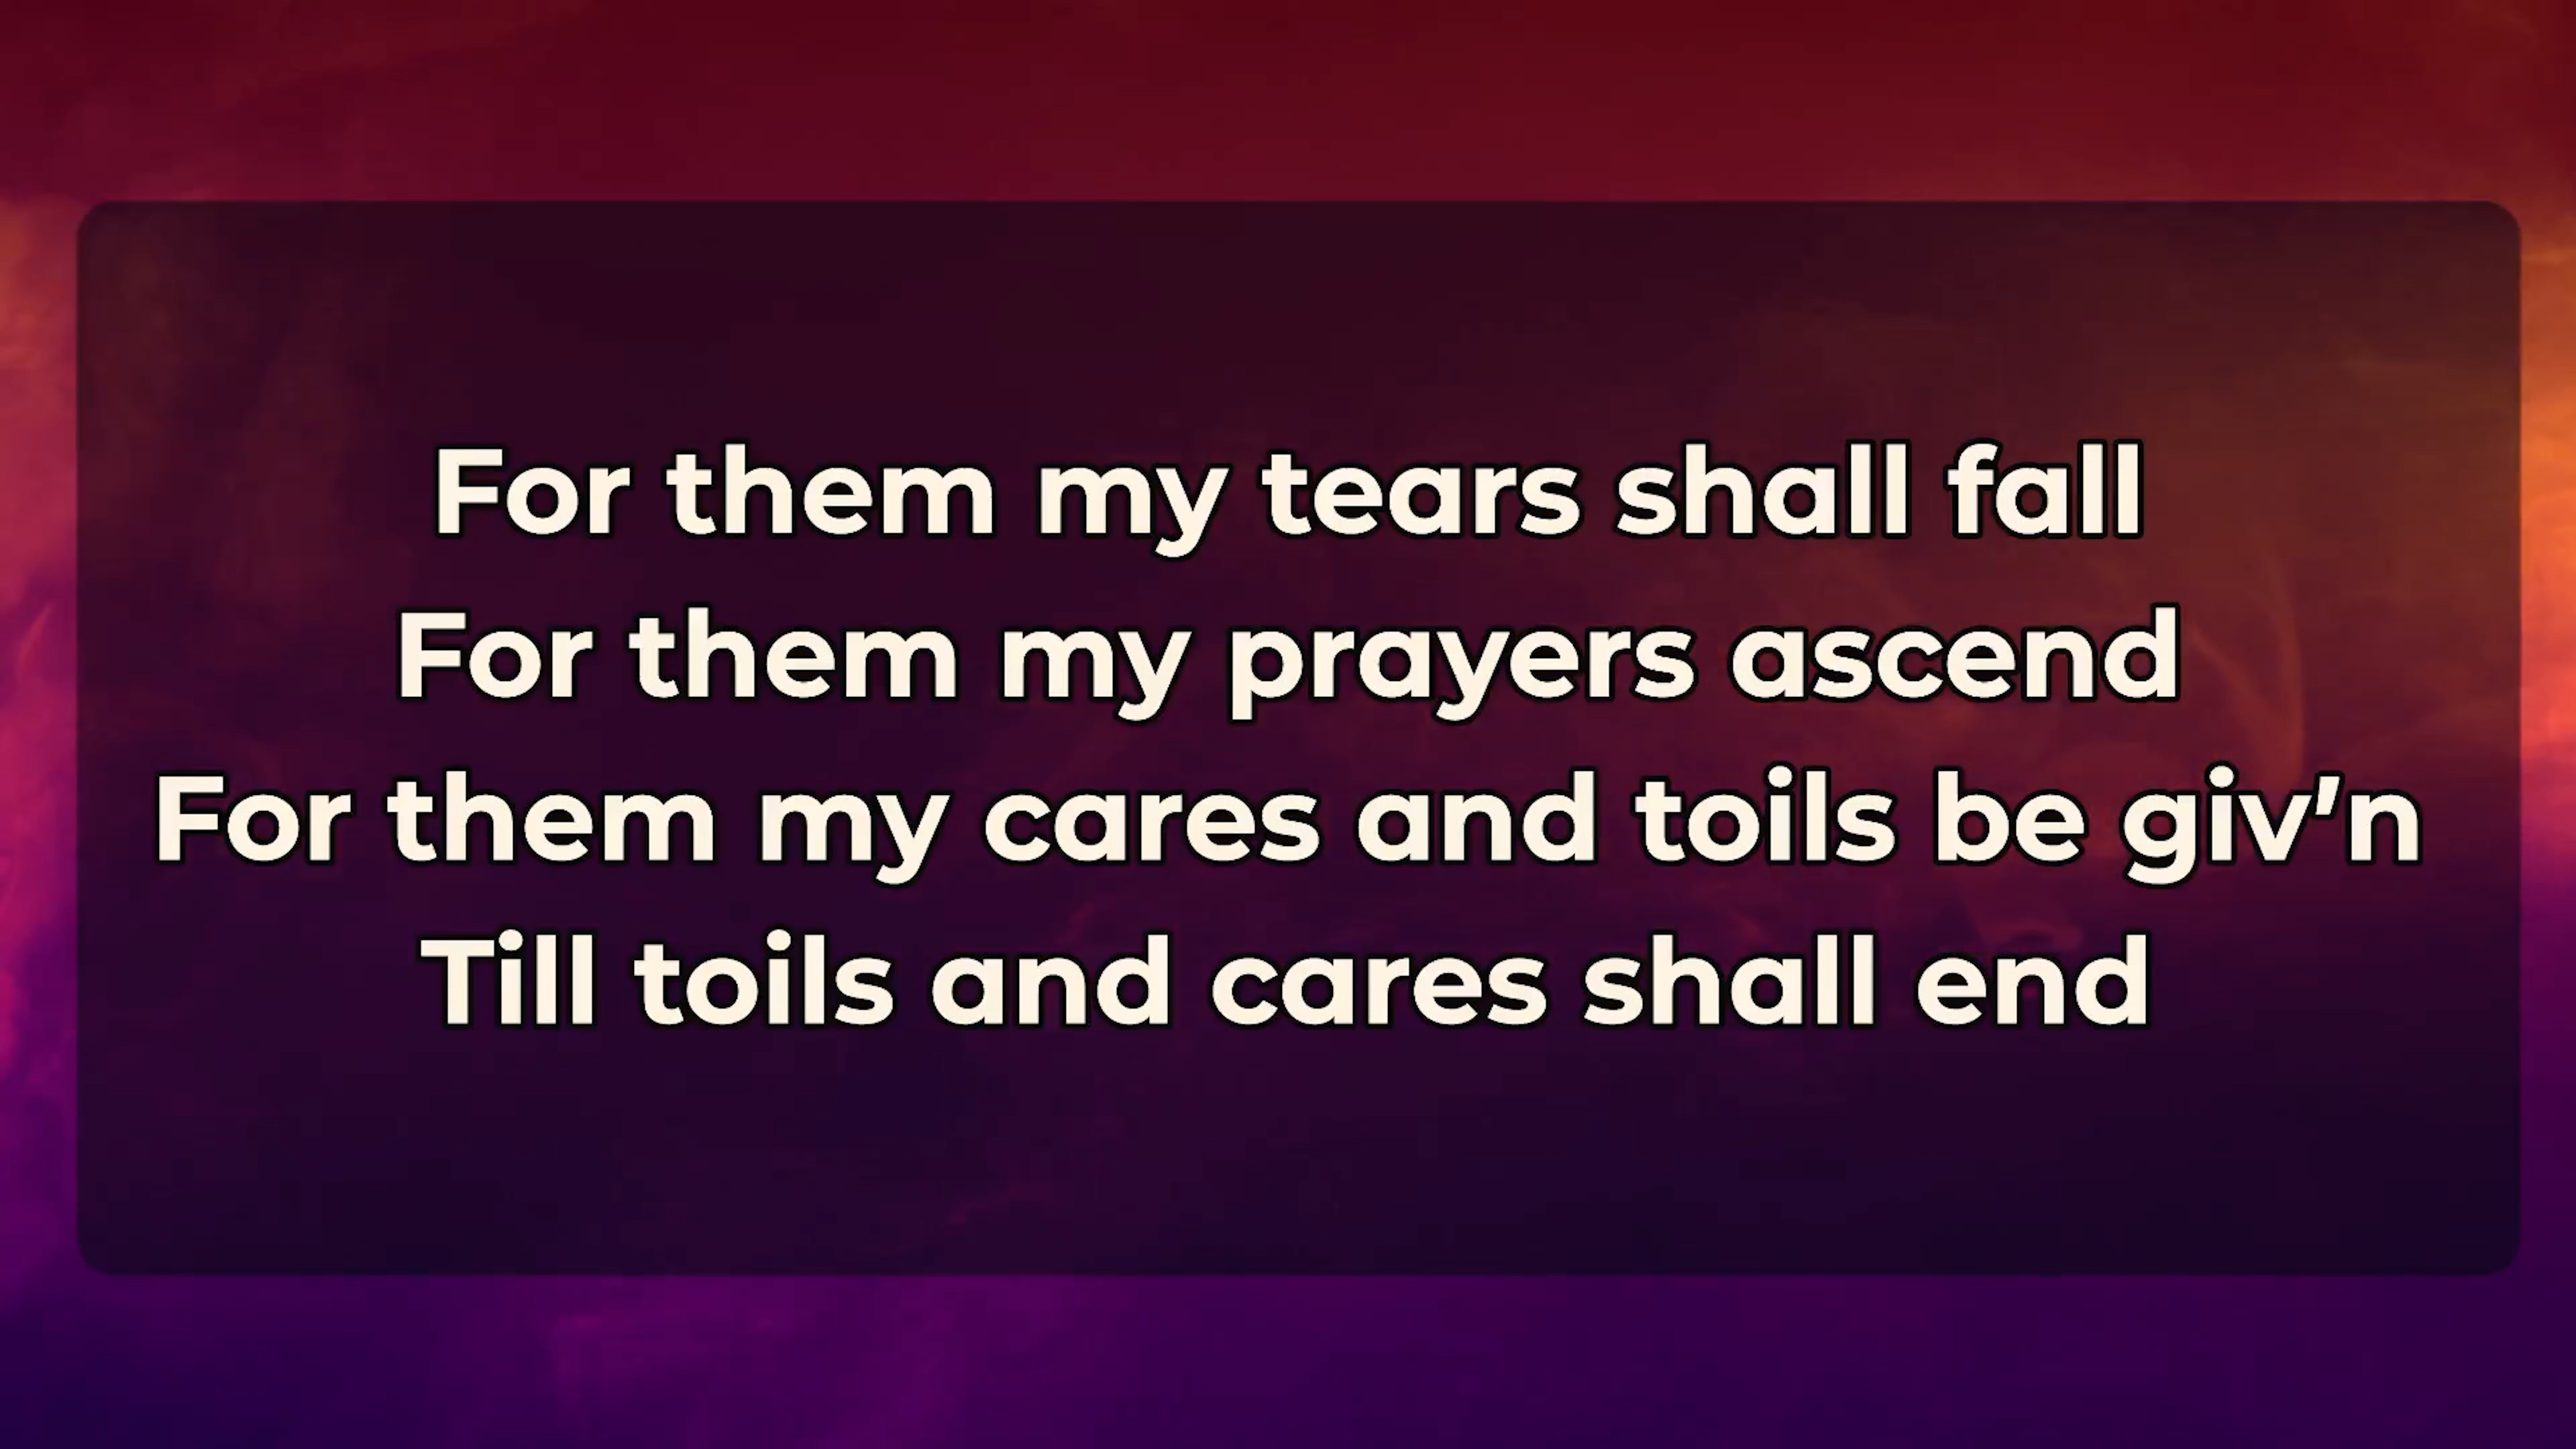 For them my tears shall fall
For them my prayers ascend
For them my cares and toils be giv’n
Till toils and cares shall end